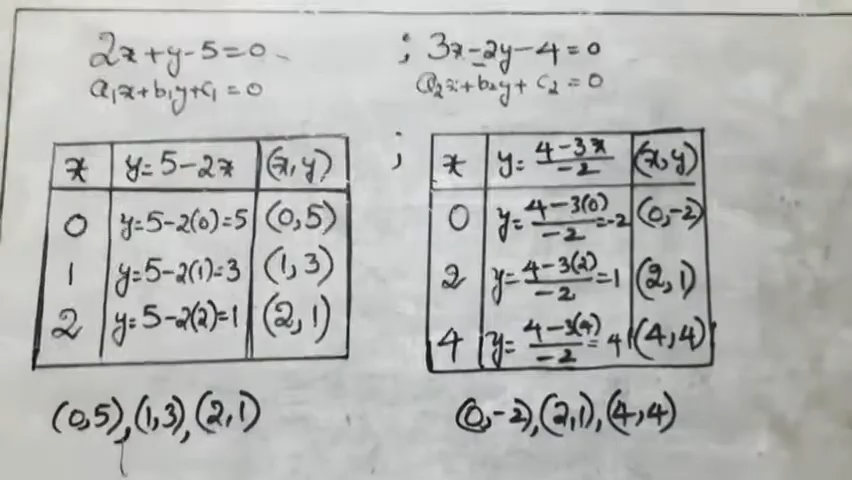 2x+y-5=0 ; 3x-2y-4=0
a₁x+b₁y+c₁=0 a₂x+b₂y+c₂=0
x y=5-2x (x,y) ; x y=(4-3x)/-2 (x,y)
0 y=5-2(0)=5 (0,5) 0 y=(4-3(0))/-2=-2 (0,-2)
1 y=5-2(1)=3 (1,3) 2 y=(4-3(2))/-2=1 (2,1)
2 y=5-2(2)=1 (2,1) 4 y=(4-3(4))/-2=4 (4,4)
(0,5),(1,3),(2,1) (0,-2),(2,1),(4,4)